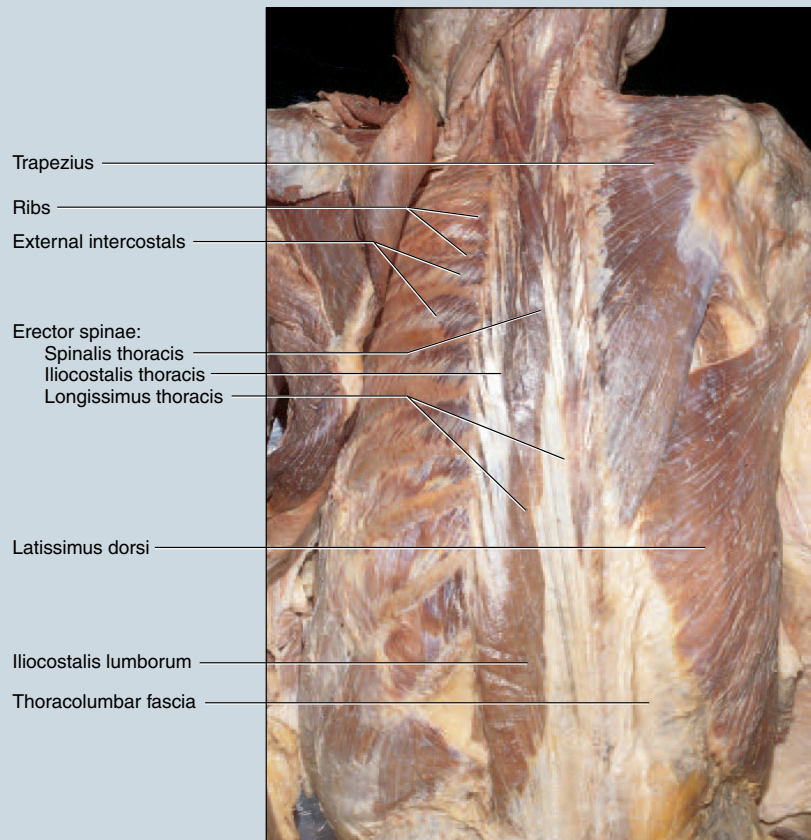 Trapezius
Ribs
External intercostals
Erector spinae:
Spinalis thoracis
Iliocostalis thoracis
Longissimus thoracis
Latissimus dorsi
Iliocostalis lumborum
Thoracolumbar fascia